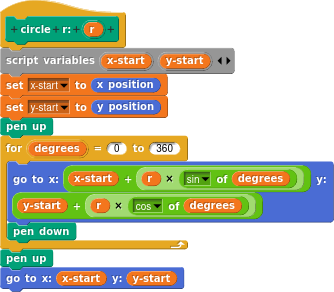 + circle r: r +
script variables x-start y-start
set x-start to x position
set y-start to y position
pen up
for degrees = 0 to 360
go to x: x-start + r × sin of degrees y:
y-start + r × cos of degrees
pen down
pen up
go to x: x-start y: y-start